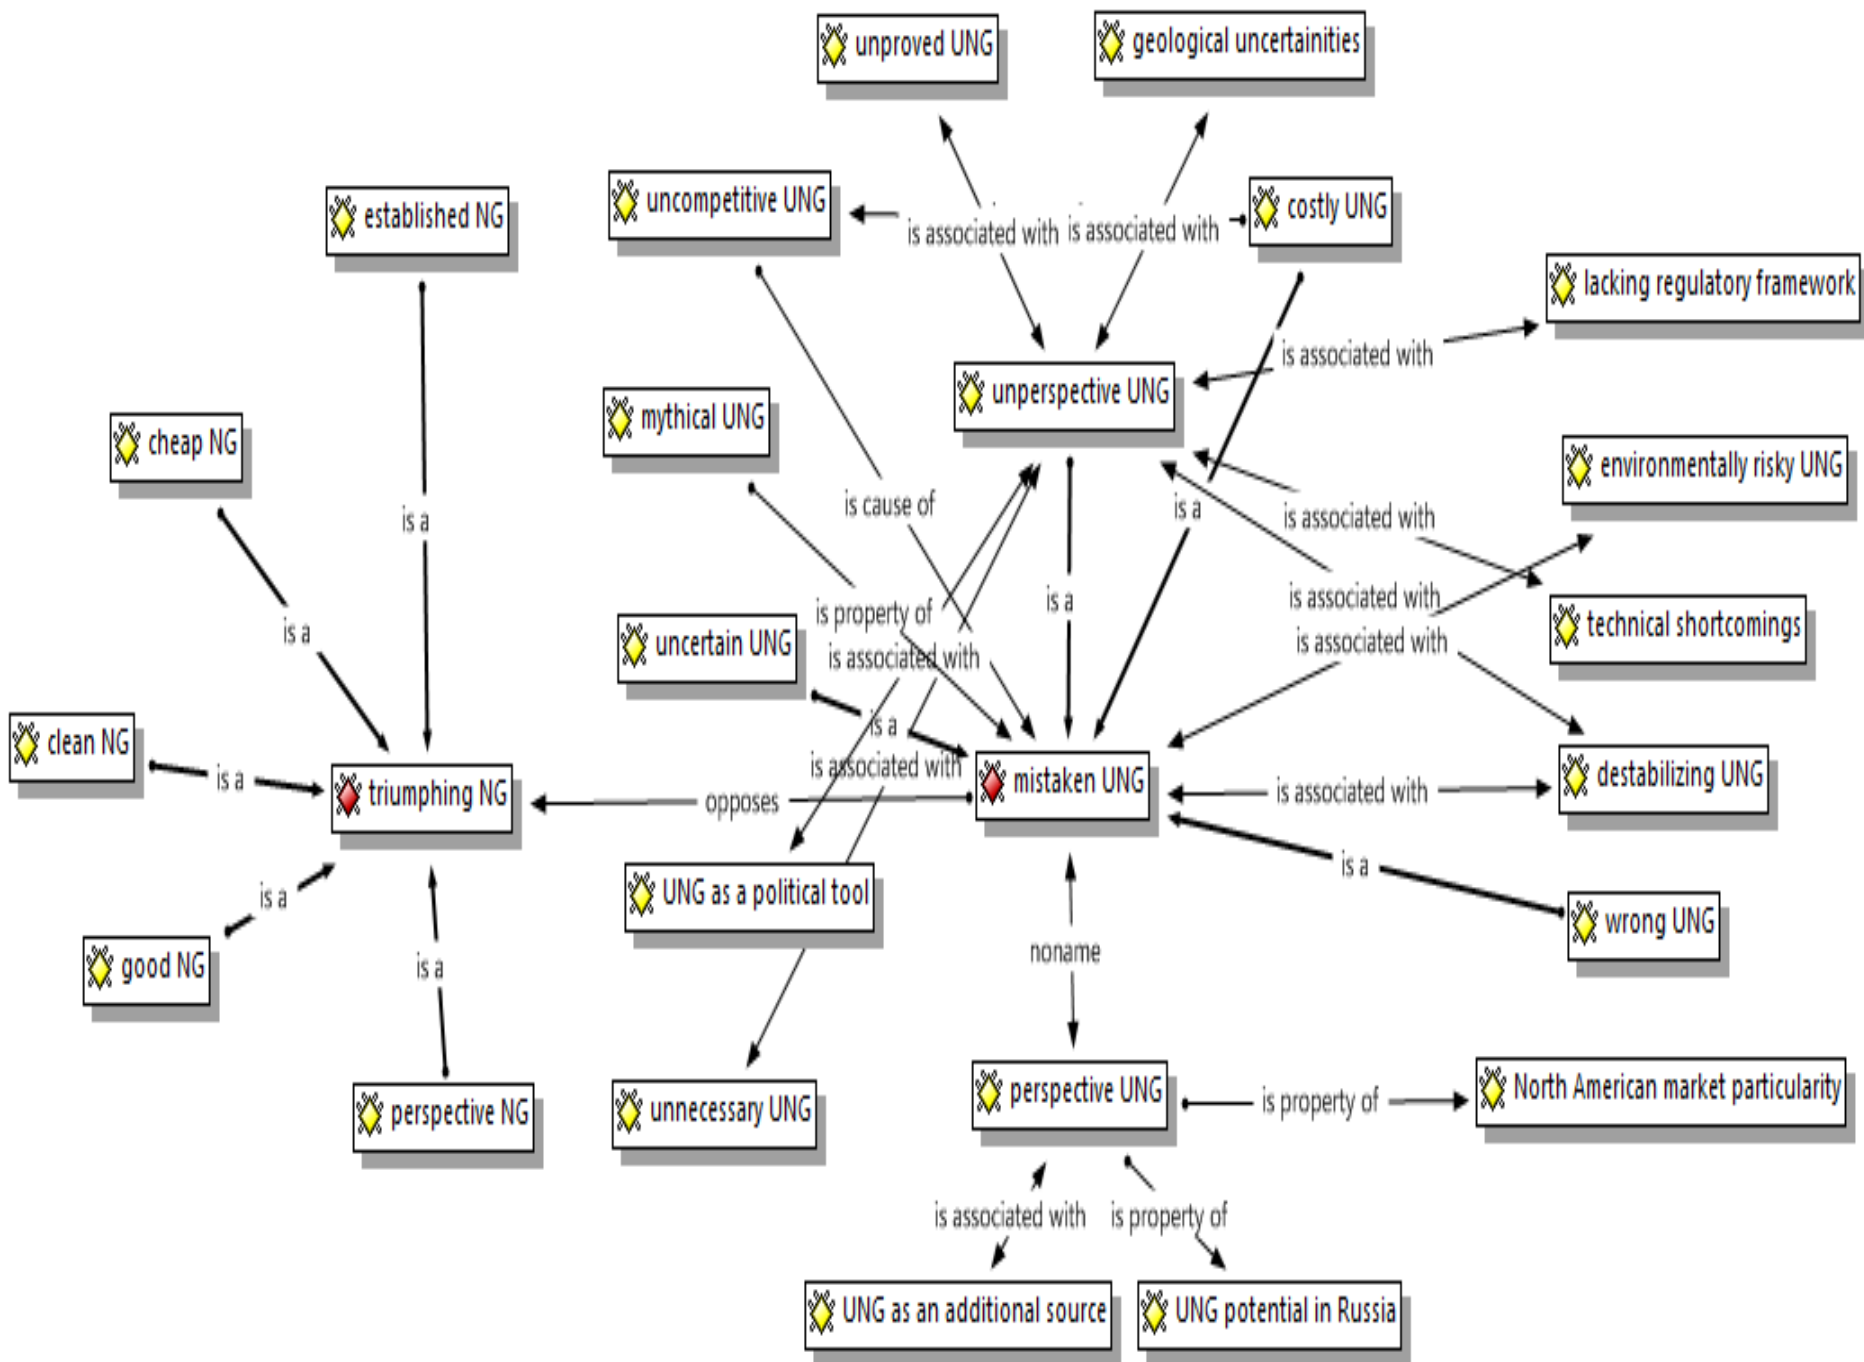 unproved UNG
geological uncertainities
uncompetitive UNG
costly UNG
established NG
is associated with
is associated with
lacking regulatory framework
is associated with
unperspective UNG
mythical UNG
cheap NG
environmentally risky UNG
is cause of
is a
is associated with
is a
is a
is associated with
is property of
is a
technical shortcomings
uncertain UNG
is associated with
is associated with
is a
clean NG
is a
triumphing NG
is associated with
mistaken UNG
destabilizing UNG
opposes
is associated with
is a
UNG as a political tool
is a
wrong UNG
good NG
is a
noname
perspective NG
unnecessary UNG
perspective UNG
is property of
North American market particularity
is associated with
is property of
UNG as an additional source
UNG potential in Russia